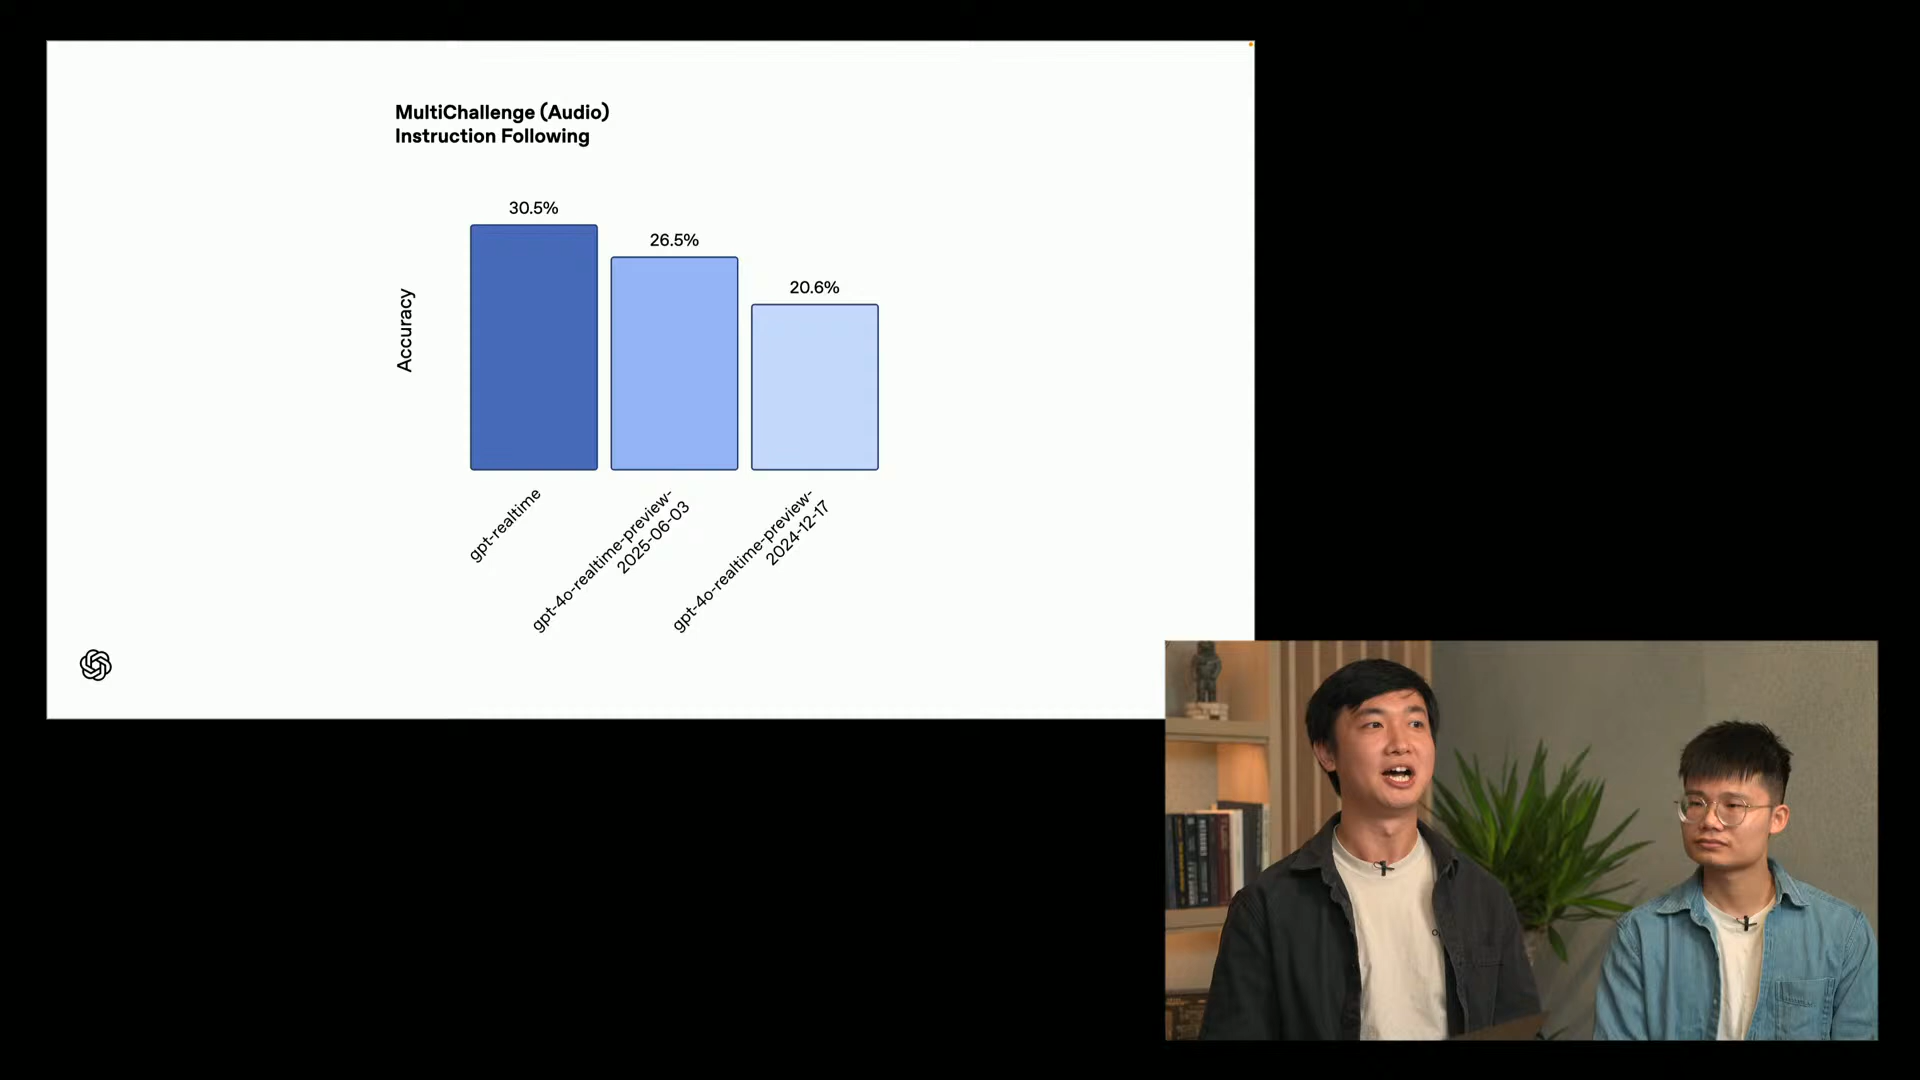 MultiChallenge (Audio)
Instruction Following
30.5%
26.5%
20.6%
Accuracy
gpt-realtime
gpt-4o-realtime-preview-
2025-06-03
gpt-4o-realtime-preview-
2024-12-17